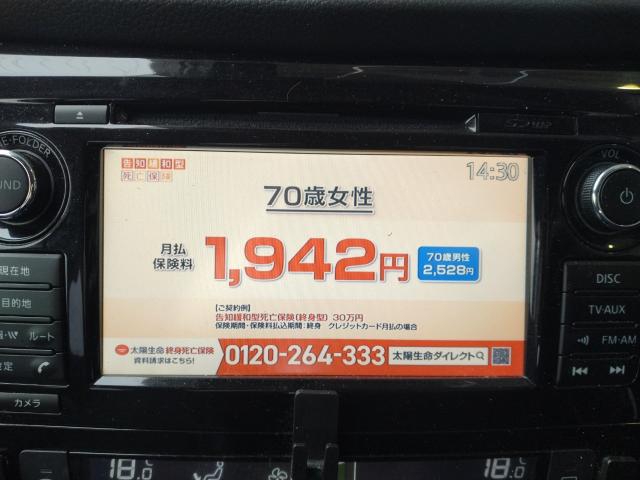 TE·FOLDER
VOL
告知緩和型
死亡保険
14:30
70歳女性
月払
保険料
1,942円
70歳男性
2,528円
【ご契約例】
告知緩和型死亡保険(終身型) 30万円
保険期間・保険料払込期間：終身 クレジットカード月払の場合
太陽生命 終身死亡保険
資料請求はこちら!
0120-264-333
太陽生命ダイレクト
現在地
目的地
ルート
設定
カメラ
DISC
TV·AUX
FM·AM
18.0
18.0